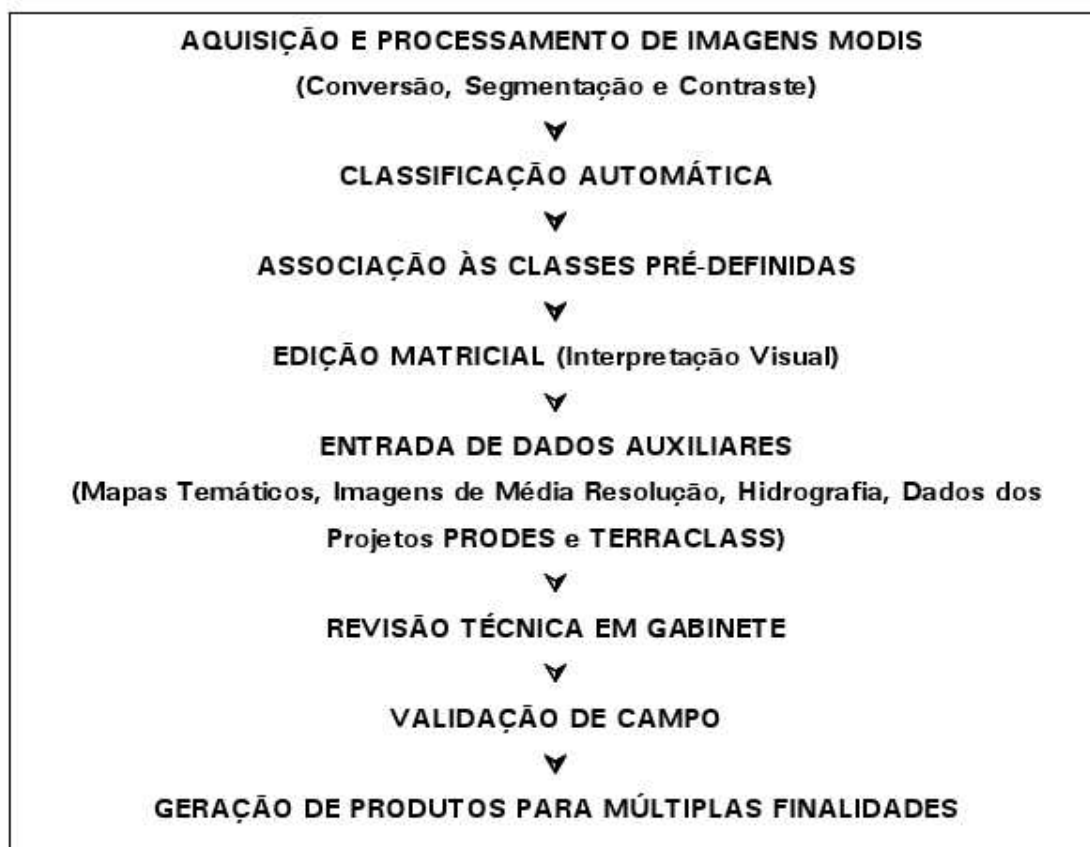 AQUISIÇÃO E PROCESSAMENTO DE IMAGENS MODIS
(Conversão, Segmentação e Contraste)
CLASSIFICAÇÃO AUTOMÁTICA
ASSOCIAÇÃO ÀS CLASSES PRÉ-DEFINIDAS
EDIÇÃO MATRICIAL (Interpretação Visual)
ENTRADA DE DADOS AUXILIARES
(Mapas Temáticos, Imagens de Média Resolução, Hidrografia, Dados dos
Projetos PRODES e TERRACLASS)
REVISÃO TÉCNICA EM GABINETE
VALIDAÇÃO DE CAMPO
GERAÇÃO DE PRODUTOS PARA MÚLTIPLAS FINALIDADES